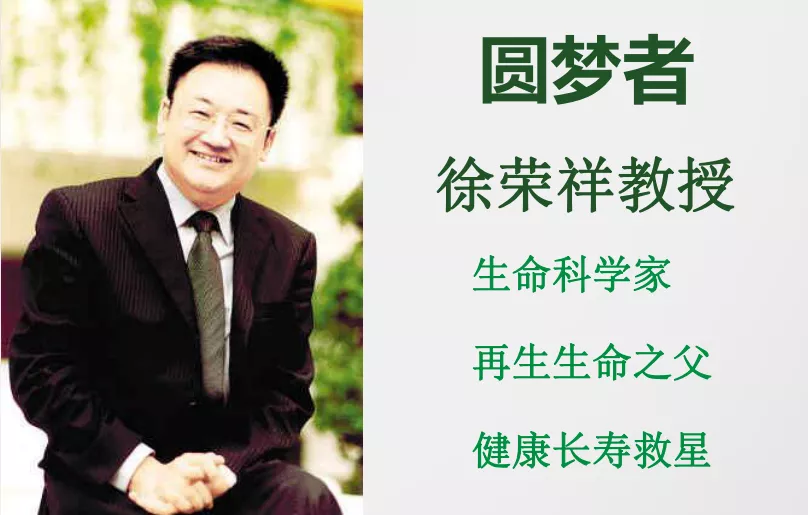 圆梦者
徐荣祥教授
生命科学家
再生生命之父
健康长寿救星